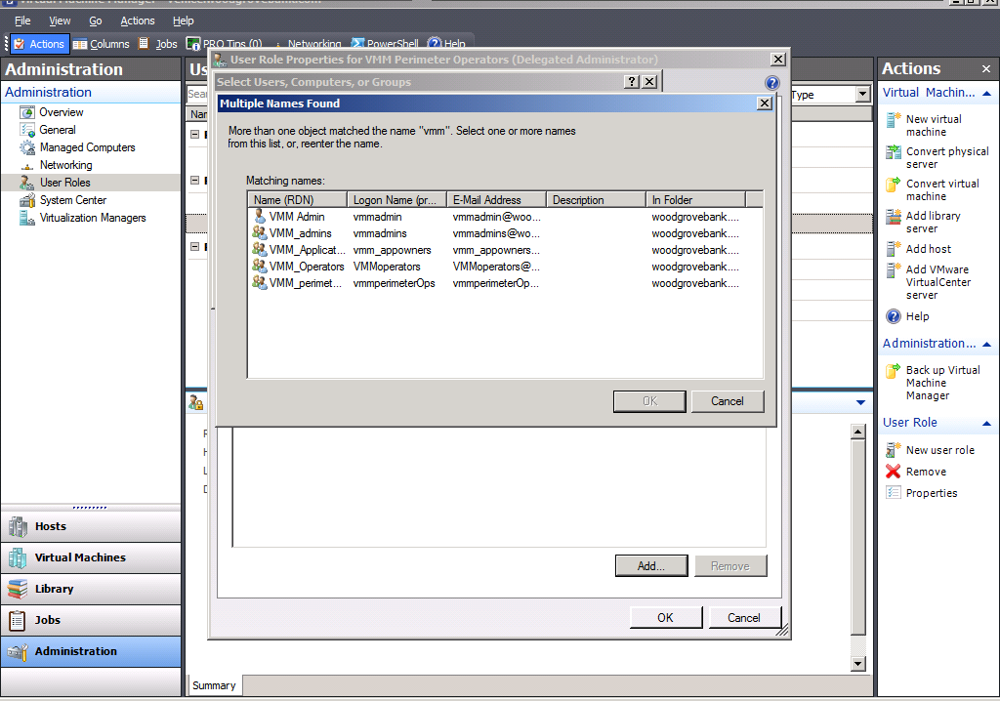 File View Go Actions Help
Actions Columns Jobs PRO Tips (0) Networking PowerShell Help
Administration
Administration
Overview
General
Managed Computers
Networking
User Roles
System Center
Virtualization Managers
Hosts
Virtual Machines
Library
Jobs
Administration
User Role Properties for VMM Perimeter Operators (Delegated Administrator)
Select Users, Computers, or Groups
Multiple Names Found
More than one object matched the name "vmm". Select one or more names
from this list, or, reenter the name.
Matching names:
Name (RDN) Logon Name (pr... E-Mail Address Description In Folder
VMM Admin vmmadmin vmmadmin@woo... woodgrovebank....
VMM_admins vmmadmins vmmadmins@wo... woodgrovebank....
VMM_Applicat... vmm_appowners vmm_appowners... woodgrovebank....
VMM_Operators VMMoperators VMMoperators@... woodgrovebank....
VMM_perimet... vmmperimeterOps vmmperimeterOp... woodgrovebank....
OK Cancel
Add... Remove
OK Cancel
Type
Summary
Actions
Virtual Machin...
New virtual
machine
Convert physical
server
Convert virtual
machine
Add library
server
Add host
Add VMware
VirtualCenter
server
Help
Administration...
Back up Virtual
Machine
Manager
User Role
New user role
Remove
Properties